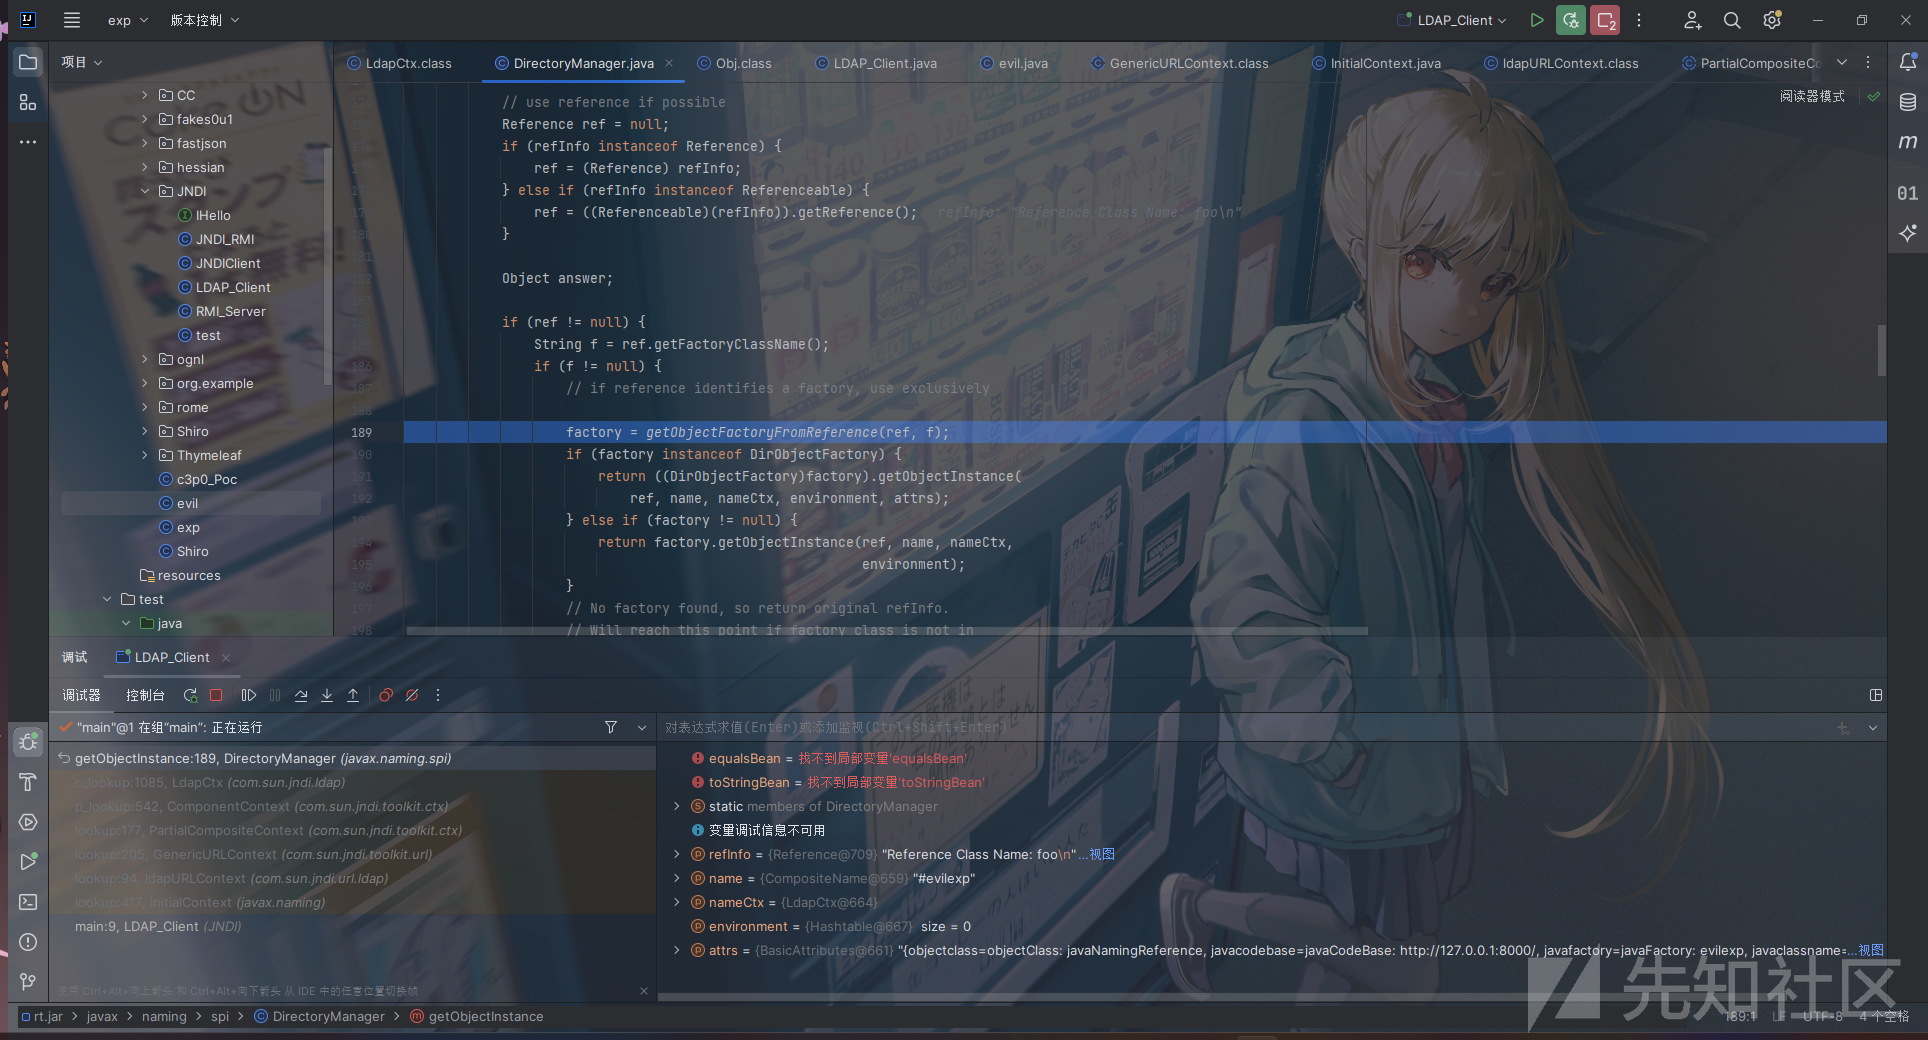 exp
版本控制
LDAP_Client
项目
LdapCtx.class
DirectoryManager.java
Obj.class
LDAP_Client.java
evil.java
GenericURLContext.class
InitialContext.java
ldapURLContext.class
PartialCompositeCo
阅读器模式
CC
fakes0u1
fastjson
hessian
JNDI
IHello
JNDI_RMI
JNDIClient
LDAP_Client
RMI_Server
test
ognl
org.example
rome
Shiro
Thymeleaf
c3p0_Poc
evil
exp
Shiro
resources
test
java
// use reference if possible
Reference ref = null;
if (refInfo instanceof Reference) {
ref = (Reference) refInfo;
} else if (refInfo instanceof Referenceable) {
ref = ((Referenceable)(refInfo)).getReference(); refInfo: "Reference Class Name: foo\n"
}
Object answer;
if (ref != null) {
String f = ref.getFactoryClassName();
if (f != null) {
// if reference identifies a factory, use exclusively
189 factory = getObjectFactoryFromReference(ref, f);
190 if (factory instanceof DirObjectFactory) {
191 return ((DirObjectFactory)factory).getObjectInstance(
192 ref, name, nameCtx, environment, attrs);
} else if (factory != null) {
194 return factory.getObjectInstance(ref, name, nameCtx,
195 environment);
196 }
197 // No factory found, so return original refInfo.
198 // Will reach this point if factory class is not in
调试
LDAP_Client
调试器
控制台
"main"@1 在组"main": 正在运行
getObjectInstance:189, DirectoryManager (javax.naming.spi)
c_lookup:1085, LdapCtx (com.sun.jndi.ldap)
p_lookup:542, ComponentContext (com.sun.jndi.toolkit.ctx)
lookup:177, PartialCompositeContext (com.sun.jndi.toolkit.ctx)
lookup:205, GenericURLContext (com.sun.jndi.toolkit.url)
lookup:94, ldapURLContext (com.sun.jndi.url.ldap)
lookup:417, InitialContext (javax.naming)
main:9, LDAP_Client (JNDI)
使用 Ctrl+Alt+向上箭头 和 Ctrl+Alt+向下箭头 从 IDE 中的任意位置切换帧
对表达式求值(Enter)或添加监视(Ctrl+Shift+Enter)
equalsBean = 找不到局部变量'equalsBean'
toStringBean = 找不到局部变量'toStringBean'
static members of DirectoryManager
变量调试信息不可用
refInfo = {Reference@709} "Reference Class Name: foo\n"...视图
name = {CompositeName@659} "#evilexp"
nameCtx = {LdapCtx@664}
environment = {Hashtable@667} size = 0
attrs = {BasicAttributes@661} "{objectclass=objectClass: javaNamingReference, javacodebase=javaCodeBase: http://127.0.0.1:8000/, javafactory=javaFactory: evilexp, javaclassname=...视图
rt.jar > javax > naming > spi > DirectoryManager > getObjectInstance
189:1 LF UTF-8 4 个空格
先知社区